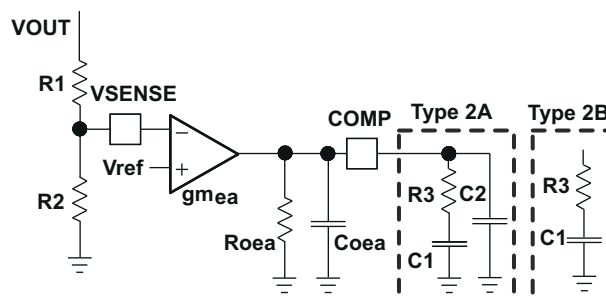 VOUT
R1
VSENSE
COMP
Type 2A
Type 2B
−
Vref
+
R3
C2
R3
R2
gmea
Roea
Coea
C1
C1